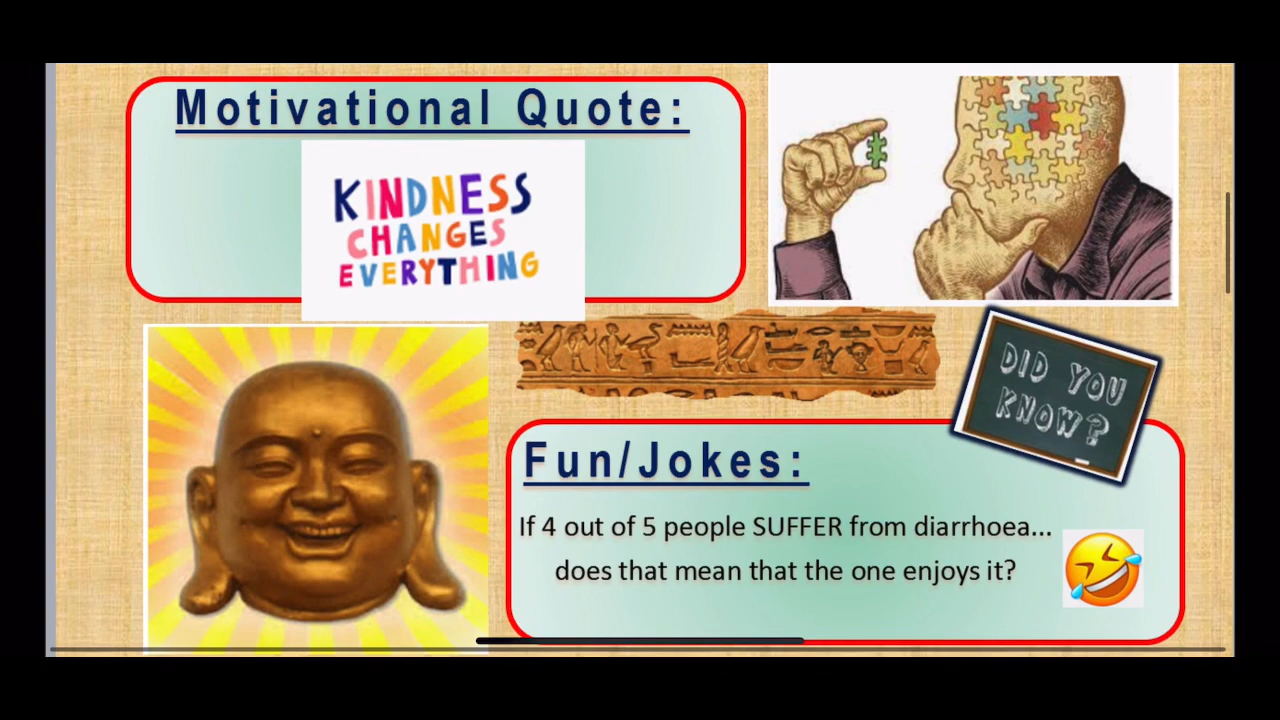 Motivational Quote:
KINDNESS
CHANGES
EVERYTHING
DID YOU
KNOW?
Fun/Jokes:
If 4 out of 5 people SUFFER from diarrhoea...
does that mean that the one enjoys it?